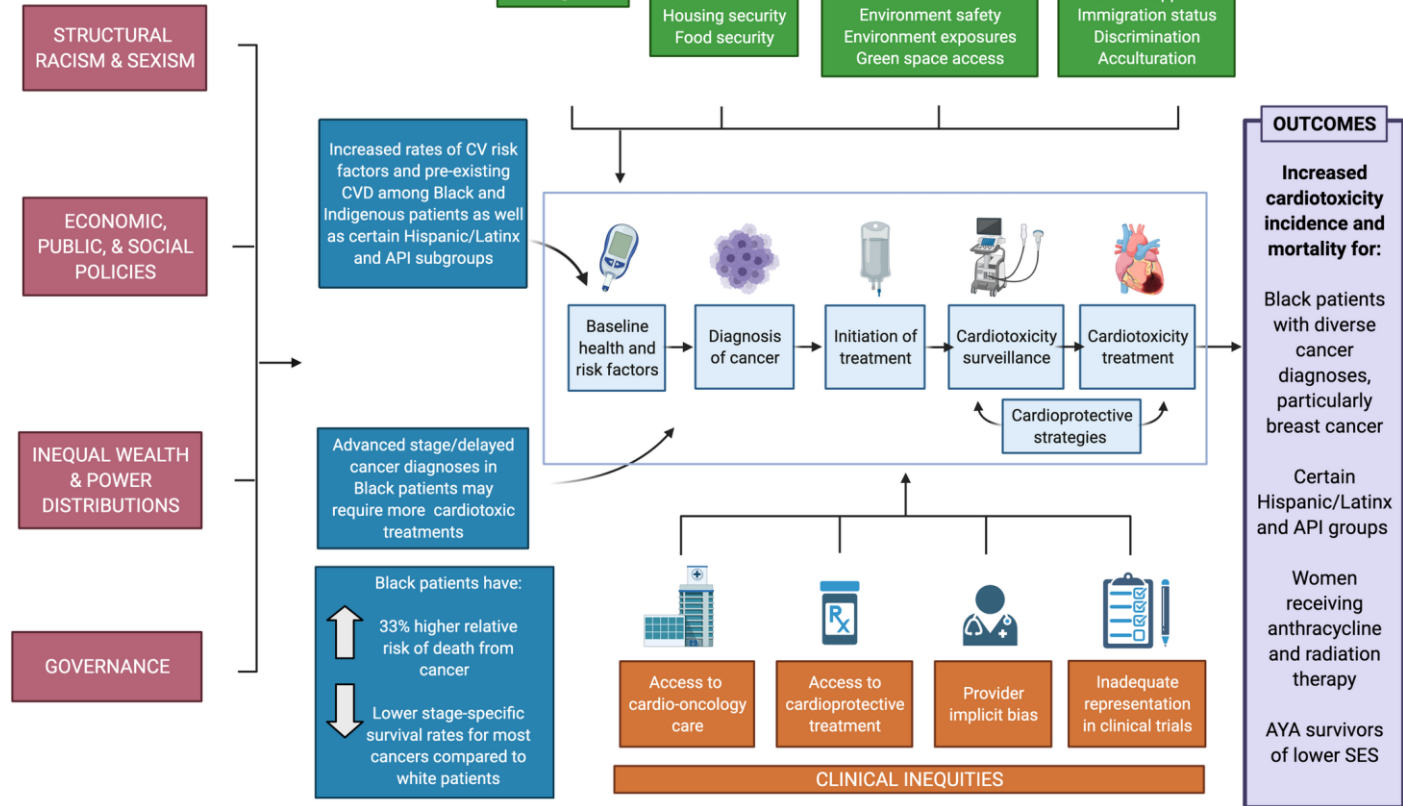 STRUCTURAL
RACISM & SEXISM
ECONOMIC,
PUBLIC, & SOCIAL
POLICIES
INEQUAL WEALTH
& POWER
DISTRIBUTIONS
GOVERNANCE
Housing security
Food security
Environment safety
Environment exposures
Green space access
Immigration status
Discrimination
Acculturation
Increased rates of CV risk
factors and pre-existing
CVD among Black and
Indigenous patients as well
as certain Hispanic/Latinx
and API subgroups
Advanced stage/delayed
cancer diagnoses in
Black patients may
require more cardiotoxic
treatments
Black patients have:
33% higher relative
risk of death from
cancer
Lower stage-specific
survival rates for most
cancers compared to
white patients
Baseline
health and
risk factors
Diagnosis
of cancer
Initiation of
treatment
Cardiotoxicity
surveillance
Cardiotoxicity
treatment
Cardioprotective
strategies
RX
Access to
cardio-oncology
care
Access to
cardioprotective
treatment
Provider
implicit bias
Inadequate
representation
in clinical trials
CLINICAL INEQUITIES
OUTCOMES
Increased
cardiotoxicity
incidence and
mortality for:
Black patients
with diverse
cancer
diagnoses,
particularly
breast cancer
Certain
Hispanic/Latinx
and API groups
Women
receiving
anthracycline
and radiation
therapy
AYA survivors
of lower SES